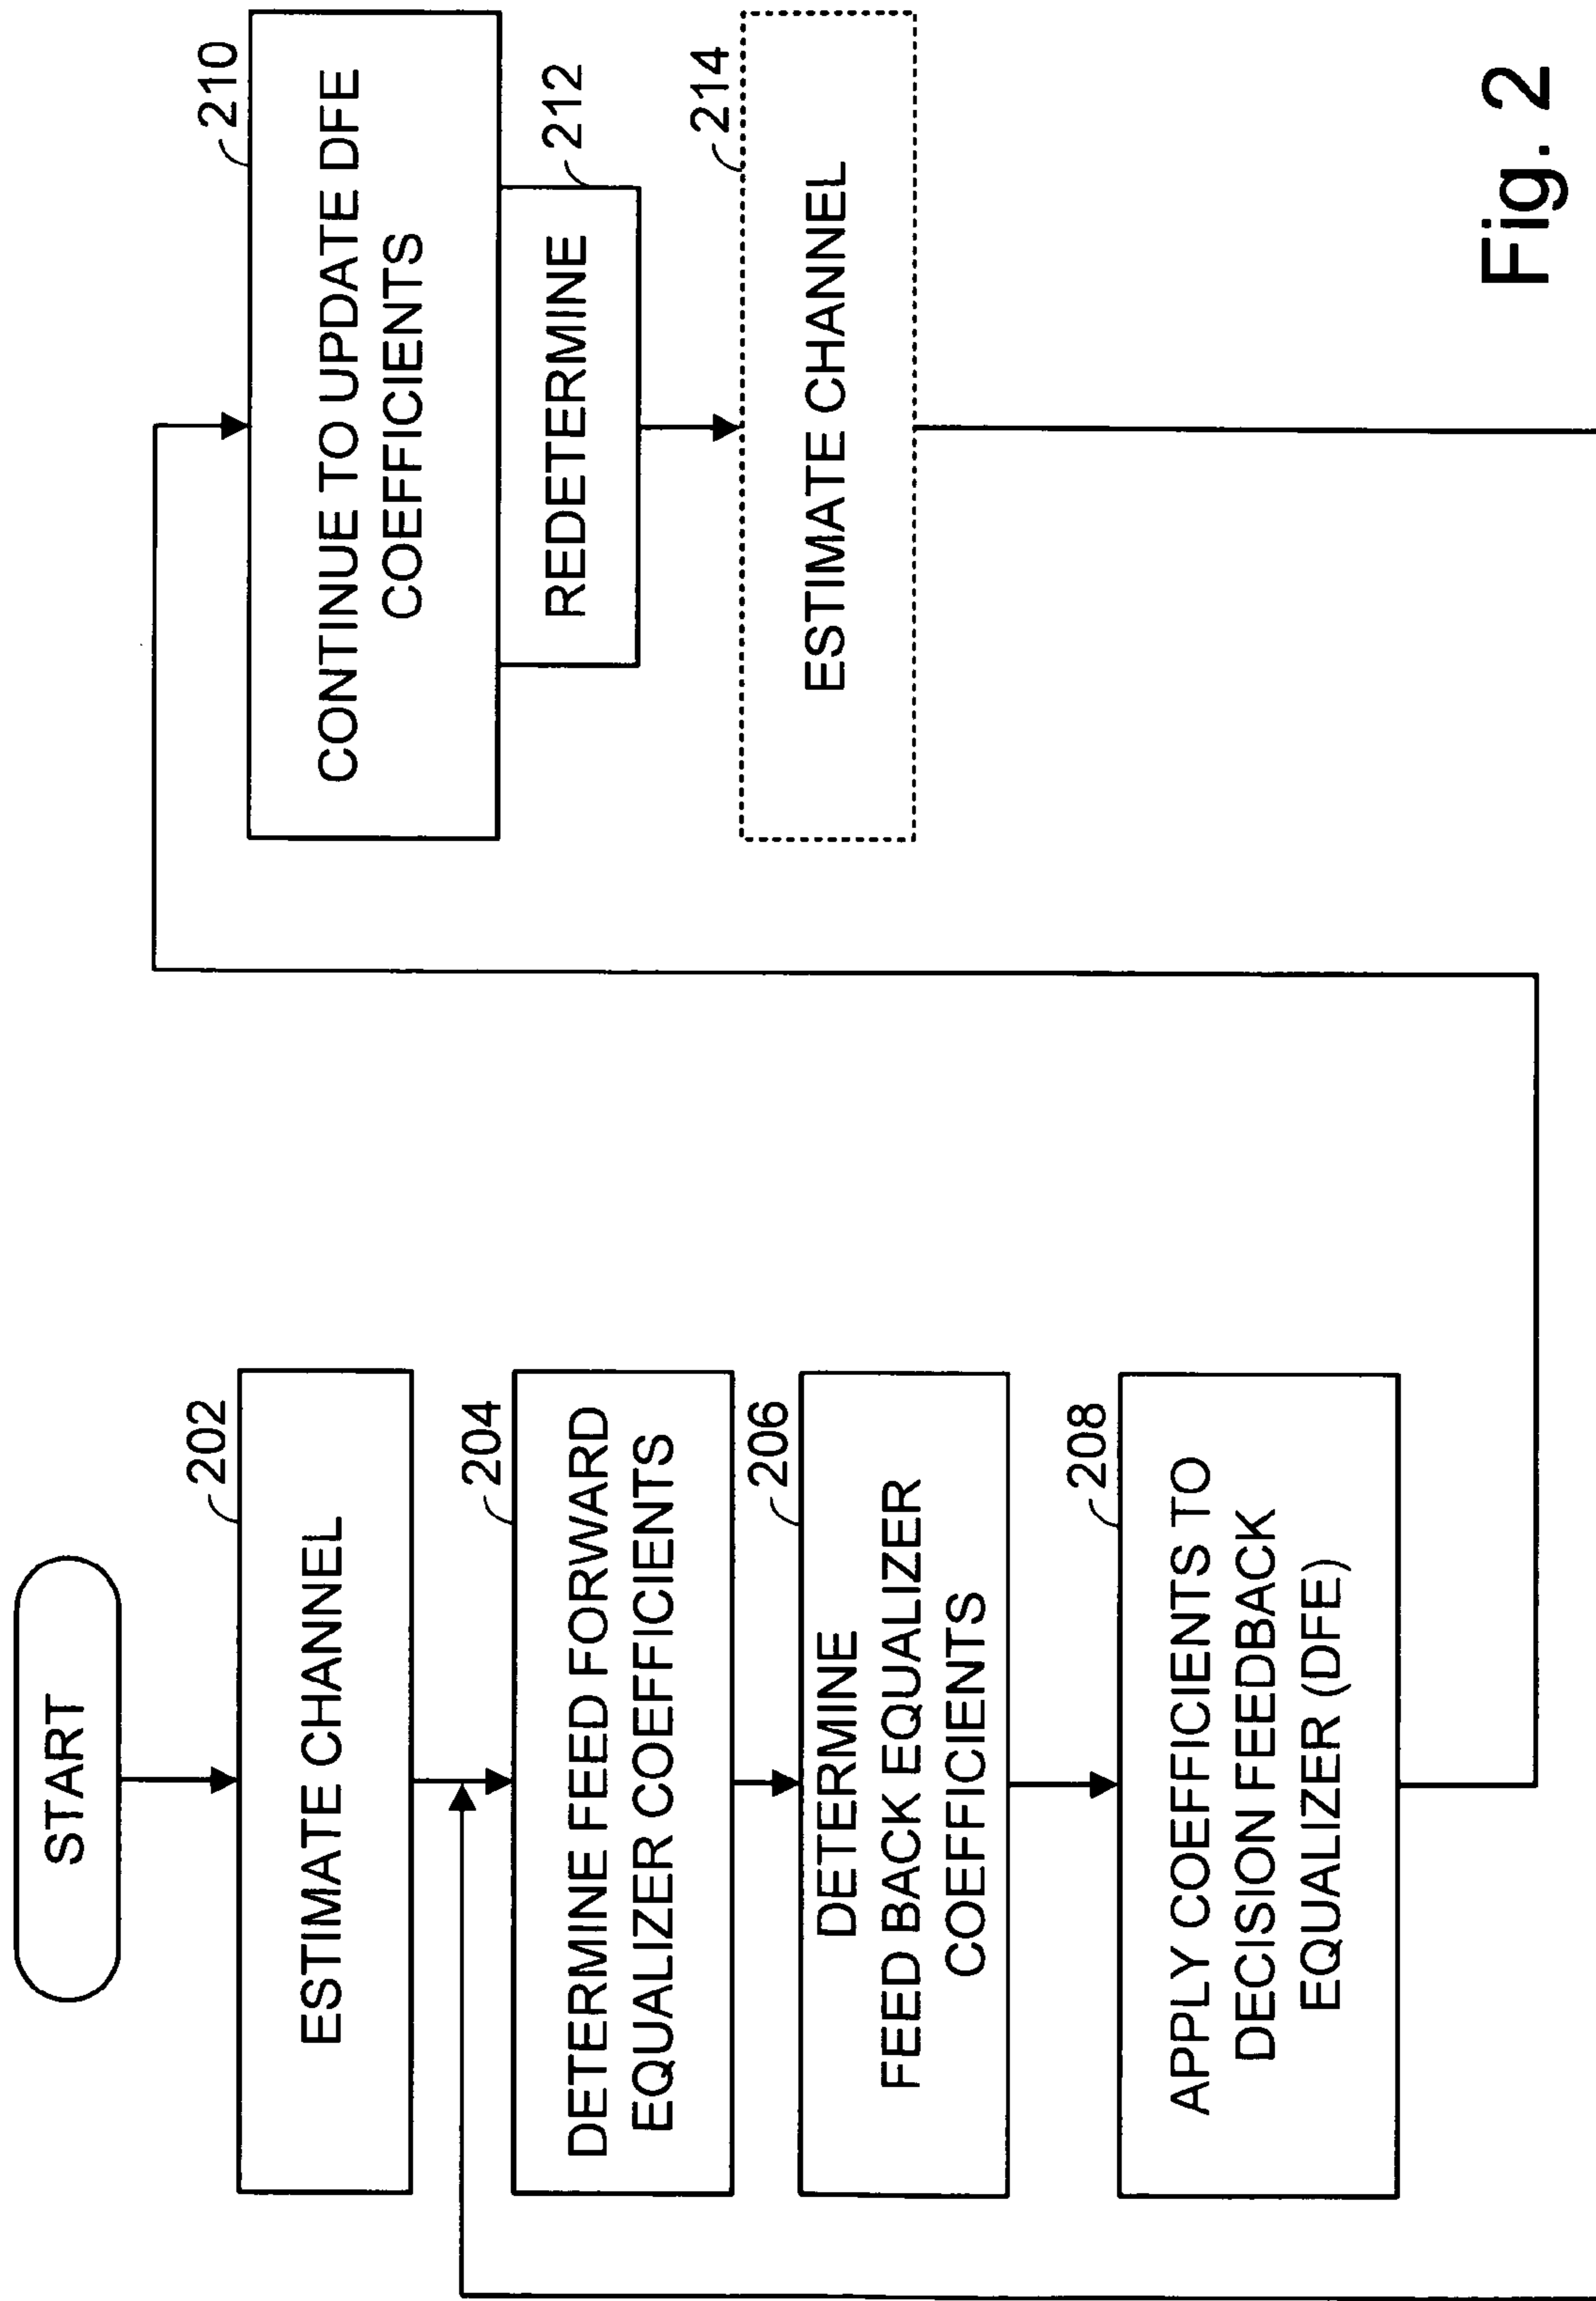 START
202
ESTIMATE CHANNEL
204
DETERMINE FEED FORWARD
EQUALIZER COEFFICIENTS
206
DETERMINE
FEED BACK EQUALIZER
COEFFICIENTS
208
APPLY COEFFICIENTS TO
DECISION FEEDBACK
EQUALIZER (DFE)
210
CONTINUE TO UPDATE DFE
COEFFICIENTS
212
REDETERMINE
214
ESTIMATE CHANNEL
Fig. 2